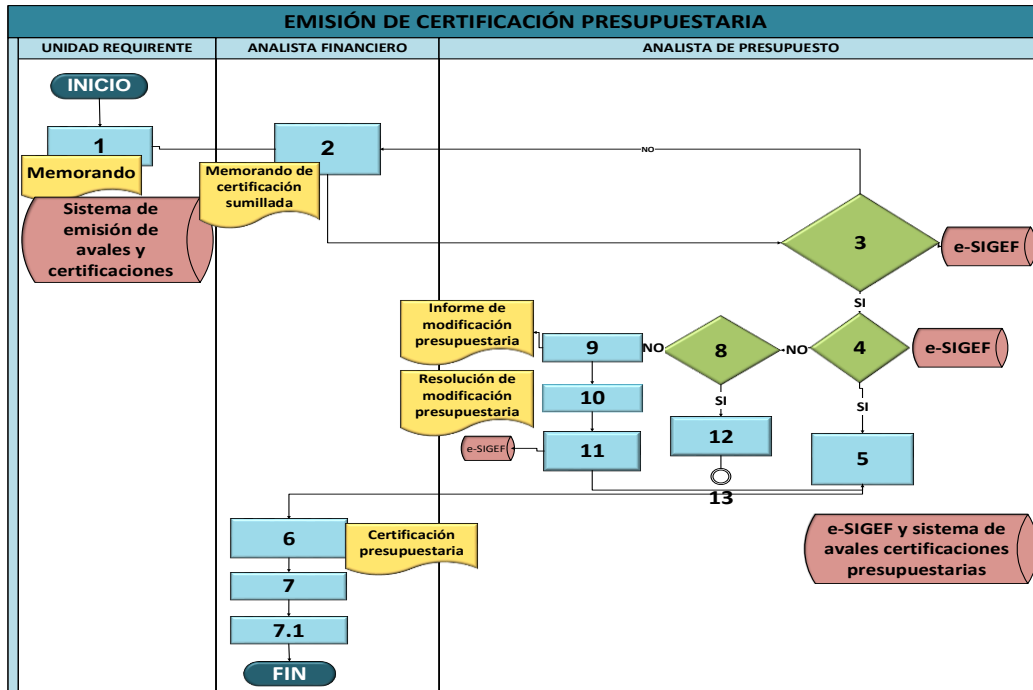 EMISIÓN DE CERTIFICACIÓN PRESUPUESTARIA
UNIDAD REQUIRENTE
ANALISTA FINANCIERO
ANALISTA DE PRESUPUESTO
INICIO
1
Memorando
Sistema de
emisión de
avales y
certificaciones
2
Memorando de
certificación
sumillada
NO
3
e-SIGEF
SI
4
e-SIGEF
NO
8
NO
9
Informe de
modificación
presupuestaria
10
Resolución de
modificación
presupuestaria
11
e-SIGEF
SI
12
13
SI
5
e-SIGEF y sistema de
avales certificaciones
presupuestarias
6
Certificación
presupuestaria
7
7.1
FIN